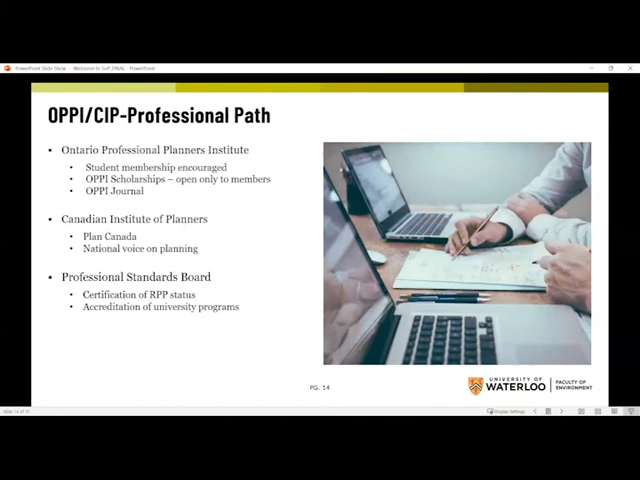 PowerPoint Slide Show - Welcome to SoP_FINAL - PowerPoint
OPPI/CIP-Professional Path
▪ Ontario Professional Planners Institute
▪ Student membership encouraged
▪ OPPI Scholarships – open only to members
▪ OPPI Journal
▪ Canadian Institute of Planners
▪ Plan Canada
▪ National voice on planning
▪ Professional Standards Board
▪ Certification of RPP status
▪ Accreditation of university programs
PG. 14
UNIVERSITY OF
WATERLOO
FACULTY OF
ENVIRONMENT
Display Settings